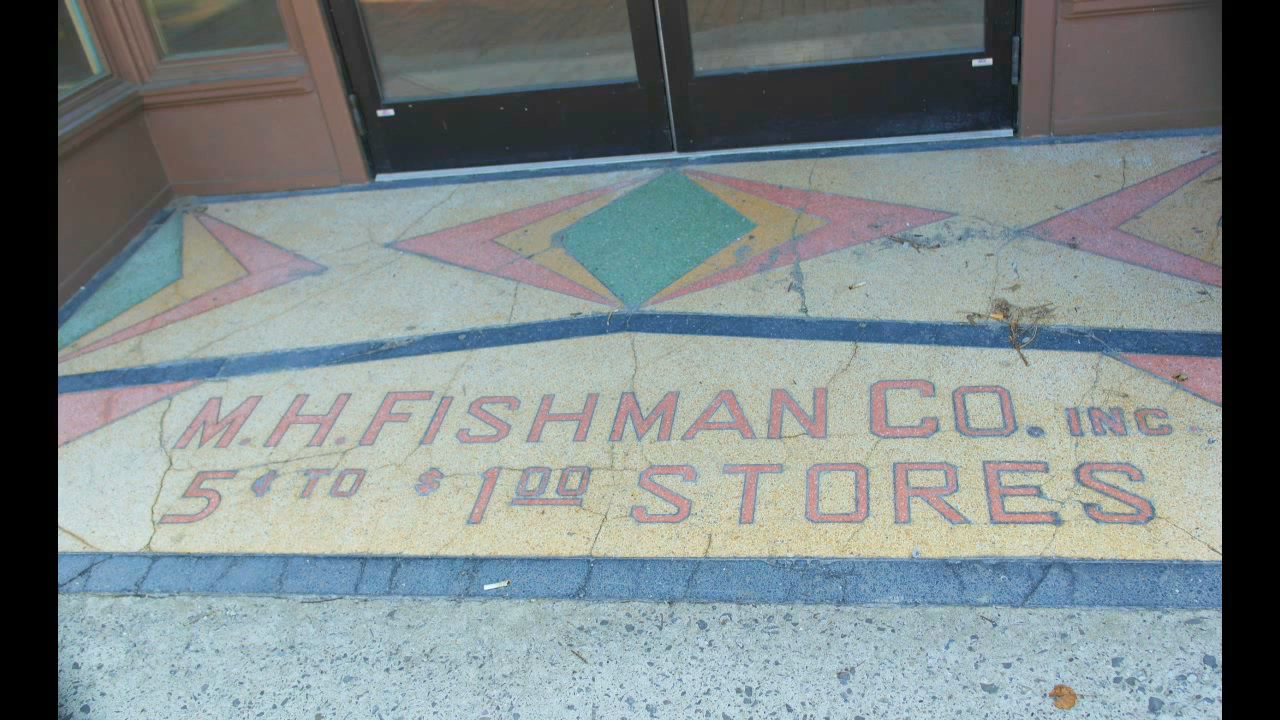 M.H. FISHMAN CO. INC.
5¢ TO $1.00 STORES